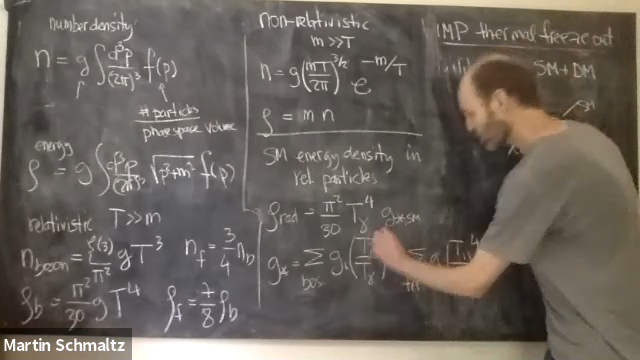 number density
n = g ∫ d³p/(2π)³ f(p)
# particles
phase space volume
energy
ρ = g ∫ d³p/(2π)³ √p²+m² f(p)
relativistic T >> m
n_boson = ζ(3)/π² g T³ n_f = 3/4 n_b
ρ_b = π²/30 g T⁴ ρ_f = 7/8 ρ_b
non-relativistic
m >> T
n = g (mT/2π)^3/2 e^-m/T
ρ = m n
SM energy density in
rel. particles
ρ_rad = π²/30 T_γ⁴ g_*SM
g_* = Σ_bos g_i (T/T_γ)
WIMP thermal freeze out
SM + DM
SM
Martin Schmaltz